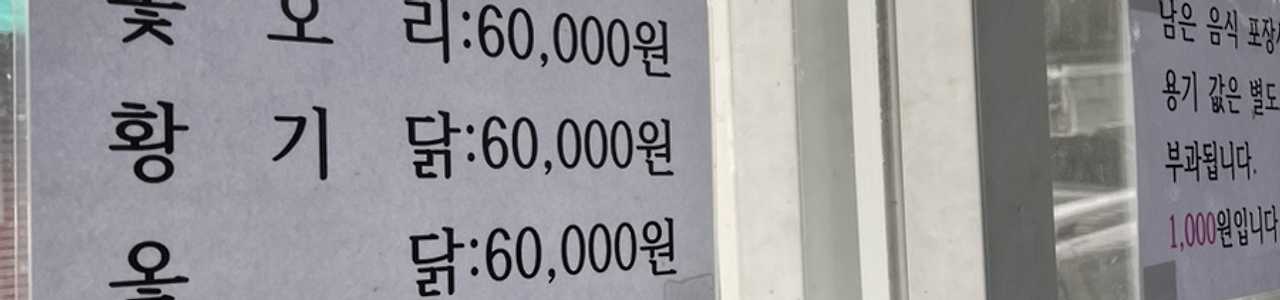 옻 오 리:60,000원
황 기 닭:60,000원
옻 닭:60,000원
남은 음식 포장
용기 값은 별도
부과됩니다.
1,000원입니다